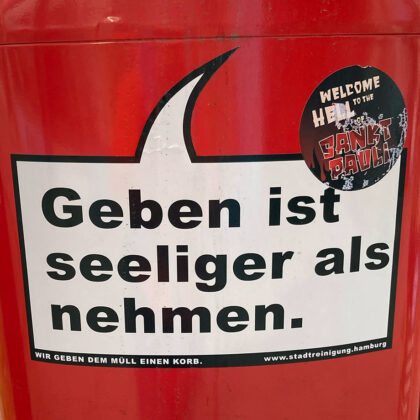 WELCOME
TO THE
HELL
OF
SANKT
PAULI
Geben ist
seeliger als
nehmen.
WIR GEBEN DEM MÜLL EINEN KORB.
www.stadtreinigung.hamburg